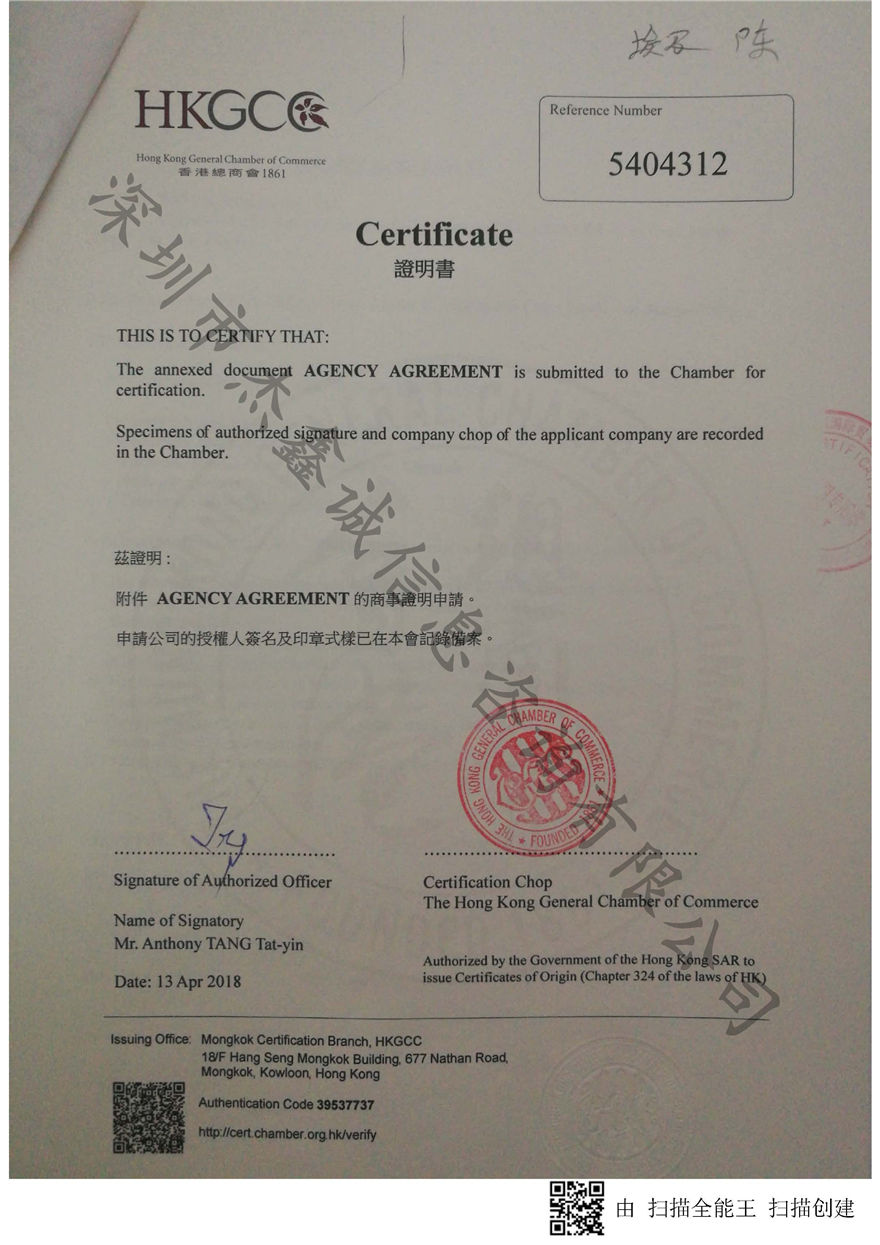 埃及 陈
HKGCC
Hong Kong General Chamber of Commerce
香港總商會1861
Reference Number
5404312
Certificate
證明書
THIS IS TO CERTIFY THAT:
The annexed document AGENCY AGREEMENT is submitted to the Chamber for
certification.
Specimens of authorized signature and company chop of the applicant company are recorded
in the Chamber.
茲證明：
附件 AGENCY AGREEMENT 的商事證明申請。
申請公司的授權人簽名及印章式樣已在本會記錄備案。
深圳市杰鑫诚信息咨询有限公司
THE HONG KONG GENERAL CHAMBER OF COMMERCE
★ FOUNDED 1861
Signature of Authorized Officer
Name of Signatory
Mr. Anthony TANG Tat-yin
Date: 13 Apr 2018
Certification Chop
The Hong Kong General Chamber of Commerce
Authorized by the Government of the Hong Kong SAR to
issue Certificates of Origin (Chapter 324 of the laws of HK)
Issuing Office: Mongkok Certification Branch, HKGCC
18/F Hang Seng Mongkok Building, 677 Nathan Road,
Mongkok, Kowloon, Hong Kong
Authentication Code 39537737
http://cert.chamber.org.hk/verify
由 扫描全能王 扫描创建